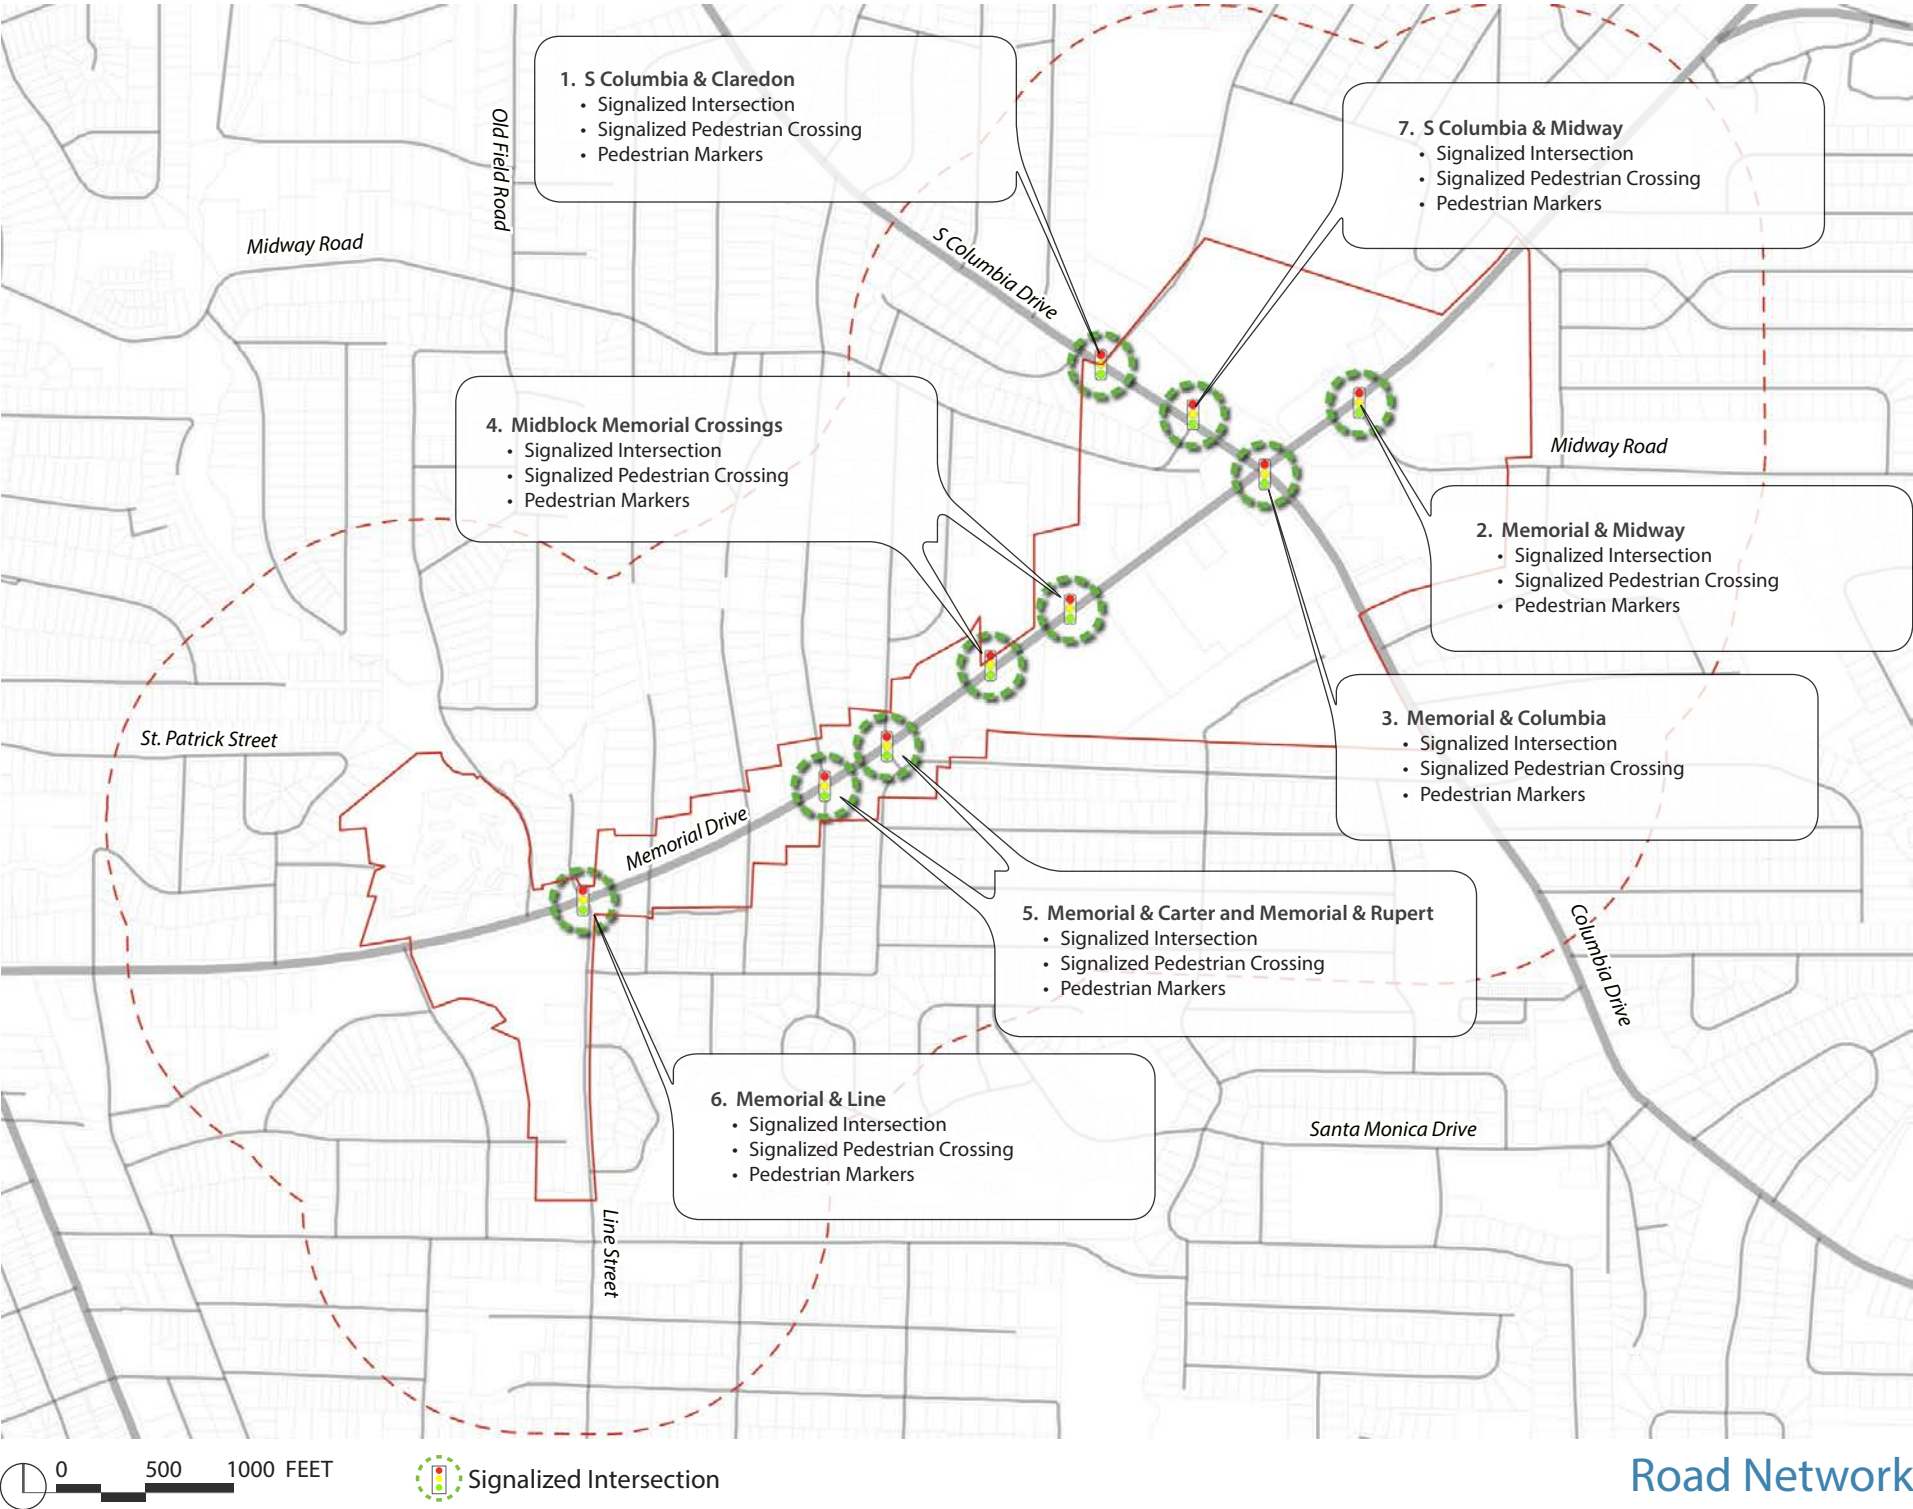 1. S Columbia & Claredon
• Signalized Intersection
• Signalized Pedestrian Crossing
• Pedestrian Markers
7. S Columbia & Midway
• Signalized Intersection
• Signalized Pedestrian Crossing
• Pedestrian Markers
Old Field Road
Midway Road
S Columbia Drive
4. Midblock Memorial Crossings
• Signalized Intersection
• Signalized Pedestrian Crossing
• Pedestrian Markers
Midway Road
2. Memorial & Midway
• Signalized Intersection
• Signalized Pedestrian Crossing
• Pedestrian Markers
St. Patrick Street
3. Memorial & Columbia
• Signalized Intersection
• Signalized Pedestrian Crossing
• Pedestrian Markers
Memorial Drive
5. Memorial & Carter and Memorial & Rupert
• Signalized Intersection
• Signalized Pedestrian Crossing
• Pedestrian Markers
Columbia Drive
6. Memorial & Line
• Signalized Intersection
• Signalized Pedestrian Crossing
• Pedestrian Markers
Santa Monica Drive
Line Street
0 500 1000 FEET
Signalized Intersection
Road Network